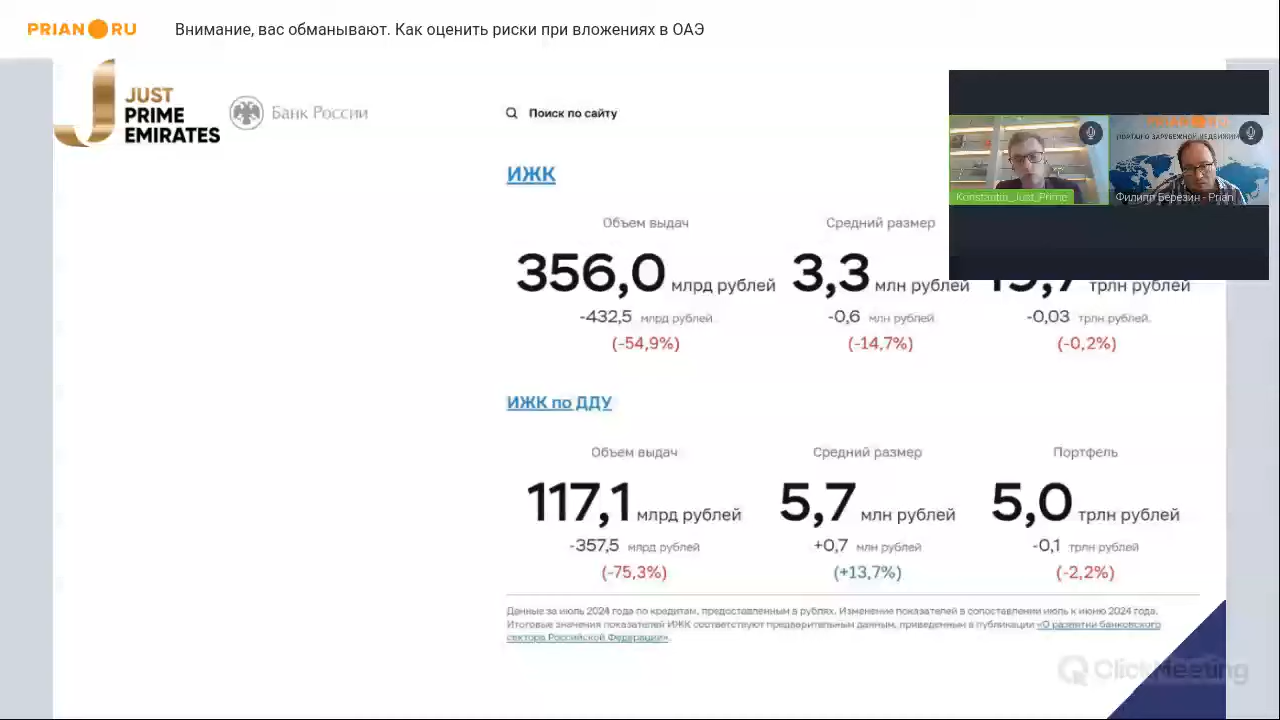 PRIAN RU
Внимание, вас обманывают. Как оценить риски при вложениях в ОАЭ
JUST
PRIME
EMIRATES
Банк России
Поиск по сайту
PRIAN.RU
ПОРТАЛ О ЗАРУБЕЖНОЙ НЕДВИЖИМ
Konstantin_Just_Prime
Филипп Березин - Prian
ИЖК
Объем выдач
Средний размер
356,0 млрд рублей
3,3 млн рублей
трлн рублей
-432,5 млрд рублей
-0,6 млн рублей
-0,03 трлн рублей
(-54,9%)
(-14,7%)
(-0,2%)
ИЖК по ДДУ
Объем выдач
Средний размер
Портфель
117,1 млрд рублей
5,7 млн рублей
5,0 трлн рублей
-357,5 млрд рублей
+0,7 млн рублей
-0,1 трлн рублей
(-75,3%)
(+13,7%)
(-2,2%)
Данные за июль 2024 года по кредитам, предоставленным в рублях. Изменение показателей в сопоставлении июль к июню 2024 года.
Итоговые значения показателей ИЖК соответствуют предварительным данным, приведенным в публикации «О развитии банковского
сектора Российской Федерации».
ClickMeeting